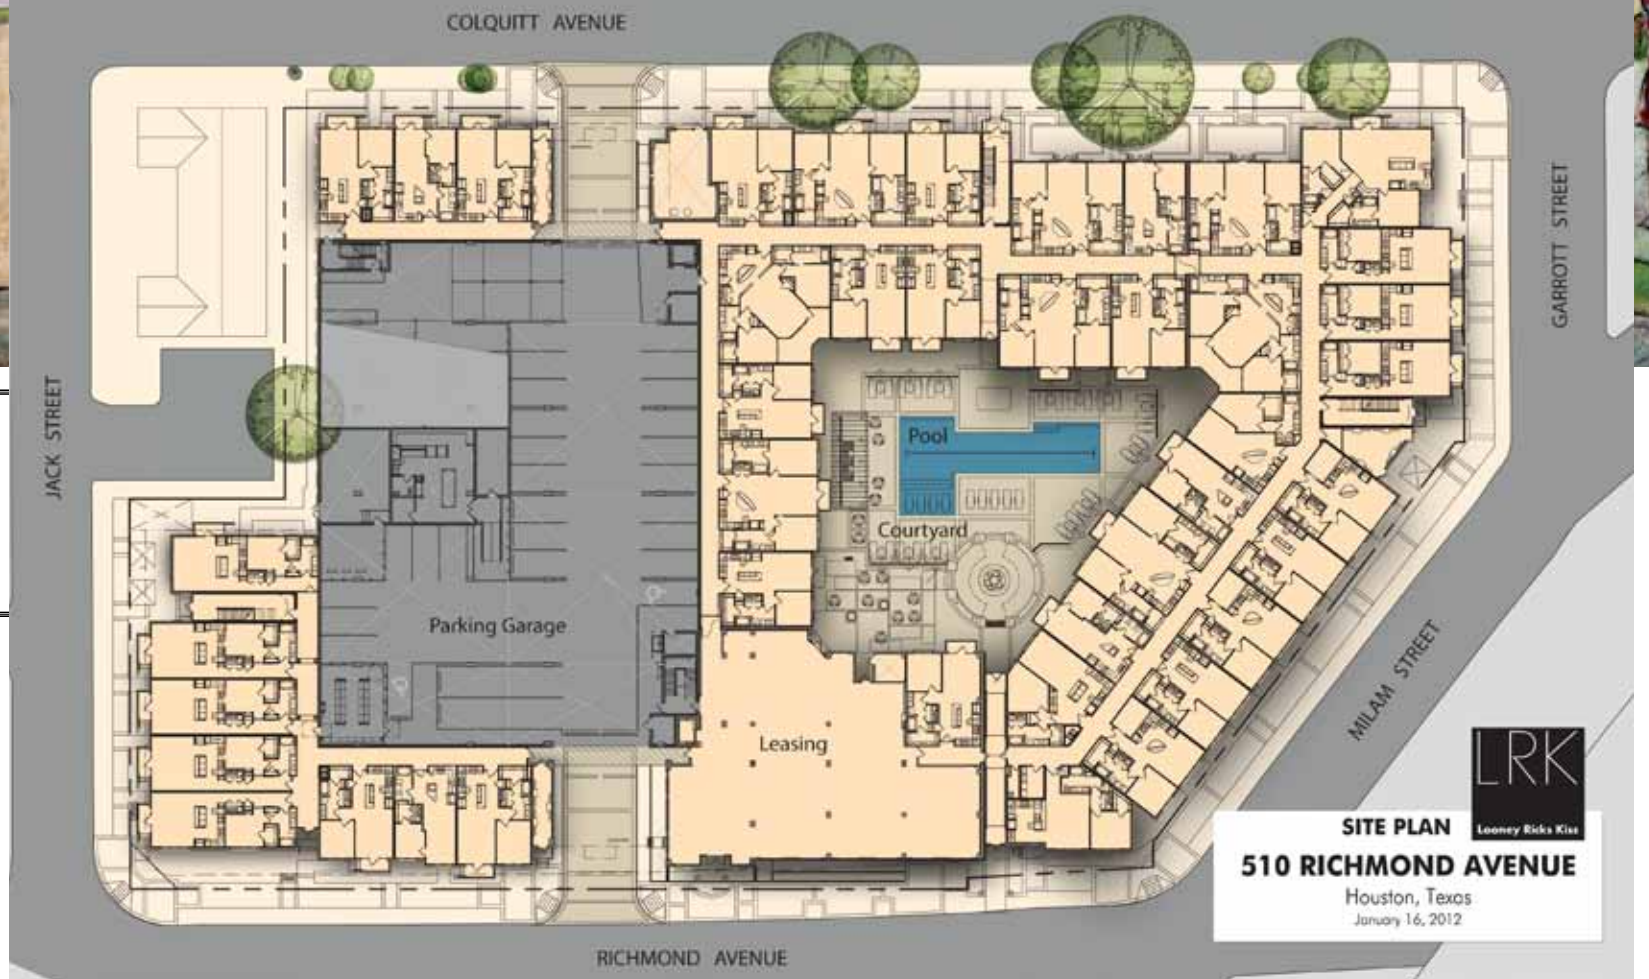 COLQUITT AVENUE
GARROTT STREET
JACK STREET
Pool
Courtyard
Parking Garage
Leasing
MILAM STREET
LRK
Looney Ricks Kiss
SITE PLAN
510 RICHMOND AVENUE
Houston, Texas
January 16, 2012
RICHMOND AVENUE